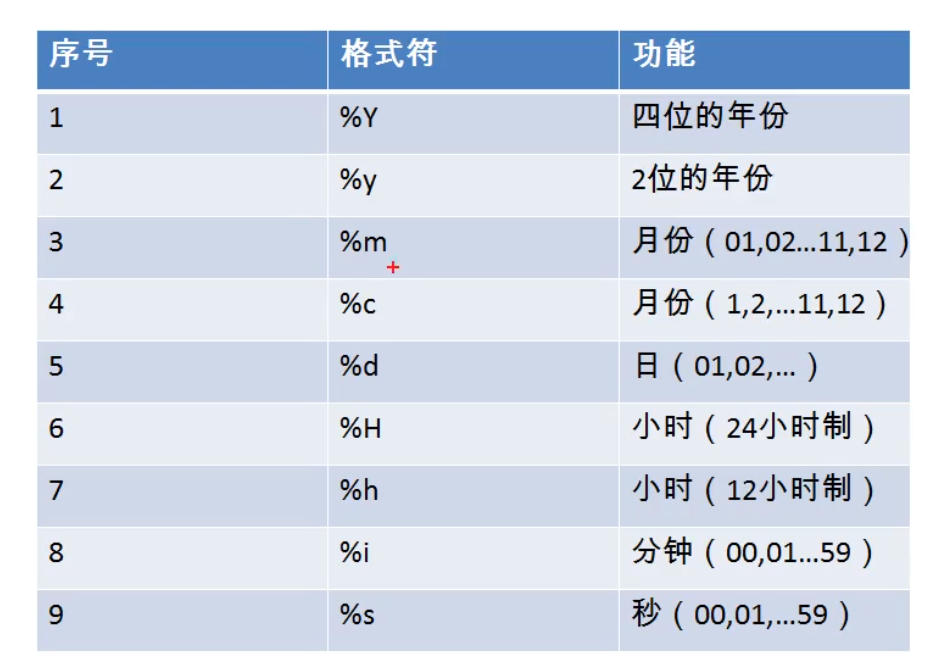 序号 格式符 功能
1 %Y 四位的年份
2 %y 2位的年份
3 %m 月份（01,02…11,12）
4 %c 月份（1,2,…11,12）
5 %d 日（01,02,…）
6 %H 小时（24小时制）
7 %h 小时（12小时制）
8 %i 分钟（00,01…59）
9 %s 秒（00,01,…59）